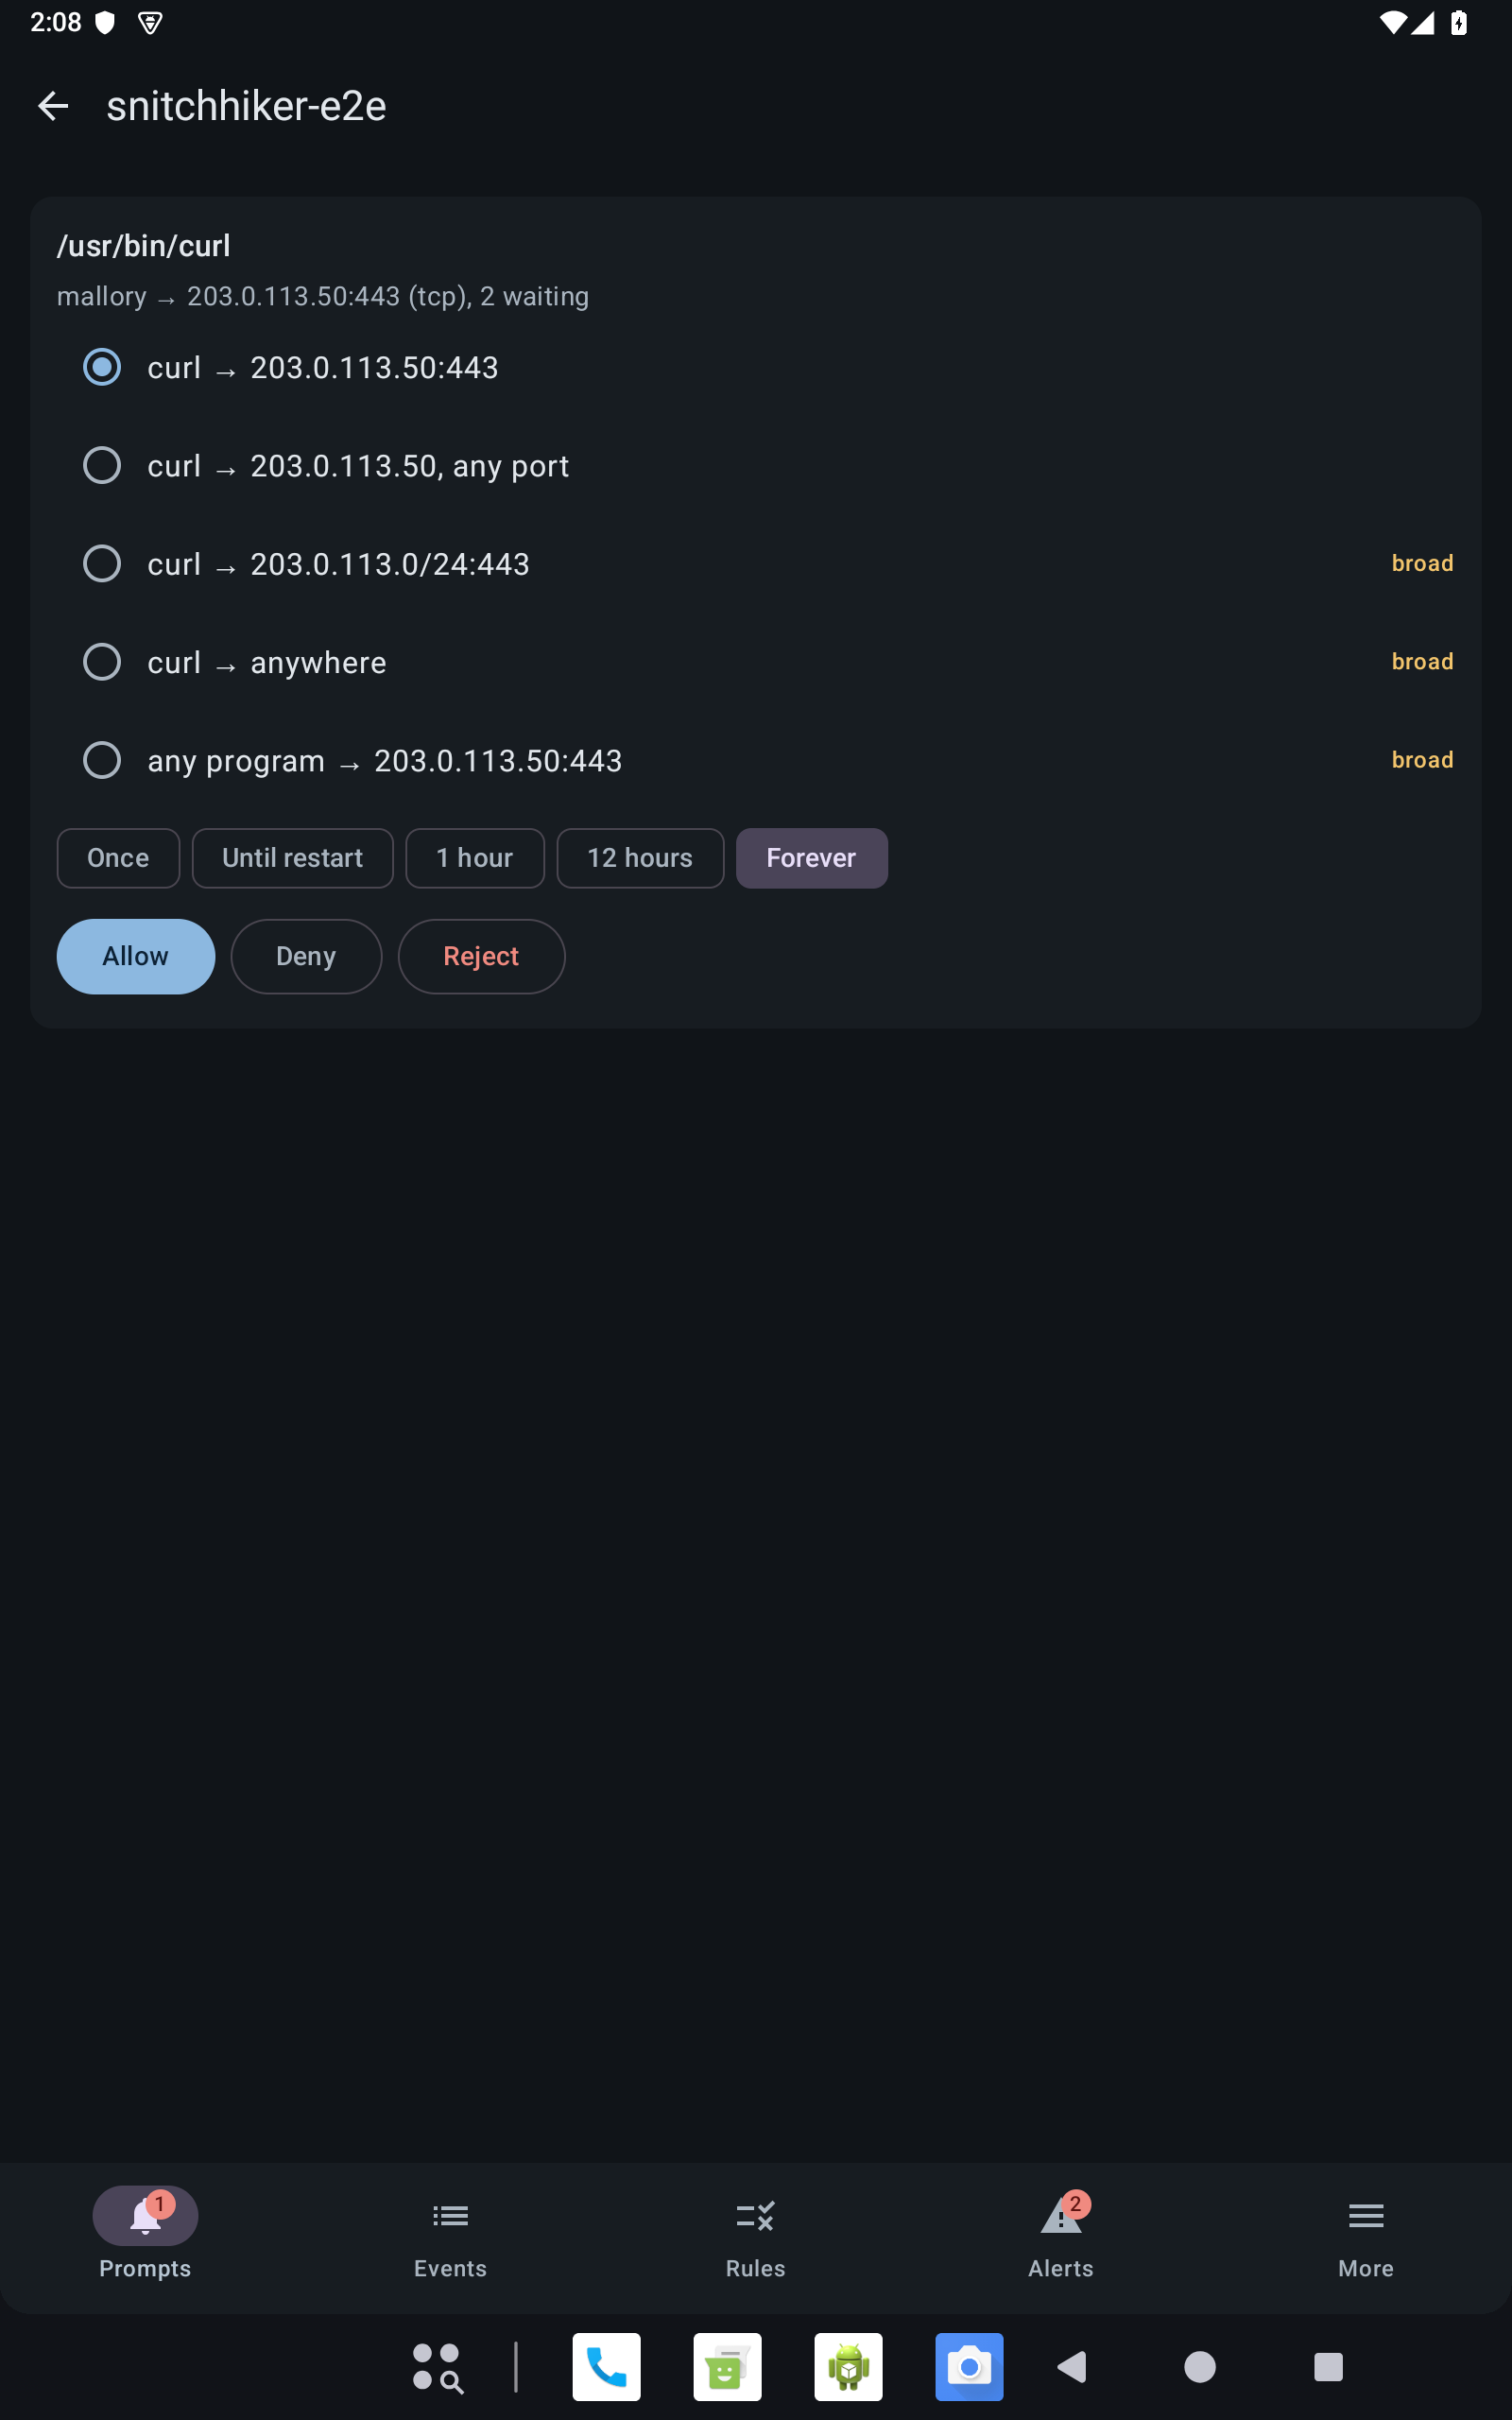 2:08
snitchhiker-e2e
/usr/bin/curl
mallory → 203.0.113.50:443 (tcp), 2 waiting
curl → 203.0.113.50:443
curl → 203.0.113.50, any port
curl → 203.0.113.0/24:443 broad
curl → anywhere broad
any program → 203.0.113.50:443 broad
Once Until restart 1 hour 12 hours Forever
Allow Deny Reject
1 2
Prompts Events Rules Alerts More